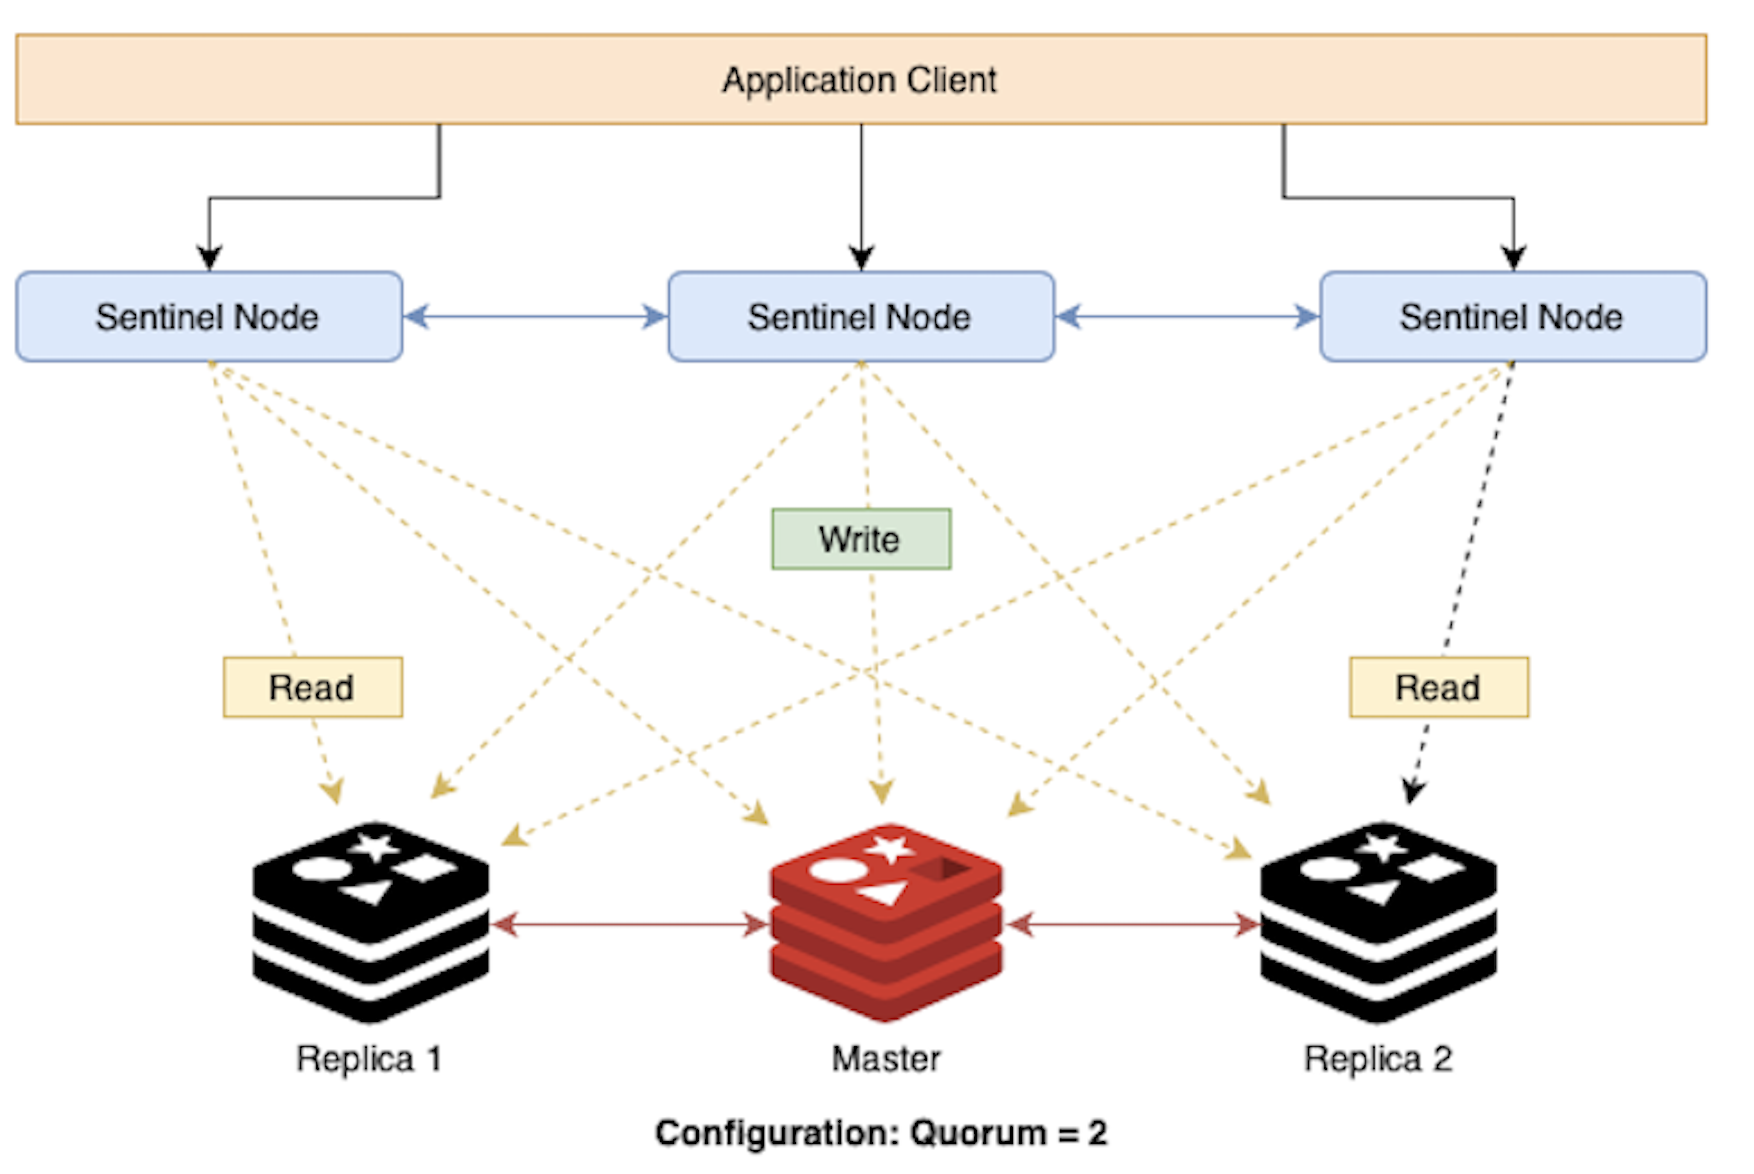 Application Client
Sentinel Node
Sentinel Node
Sentinel Node
Write
Read
Read
Replica 1
Master
Replica 2
Configuration: Quorum = 2